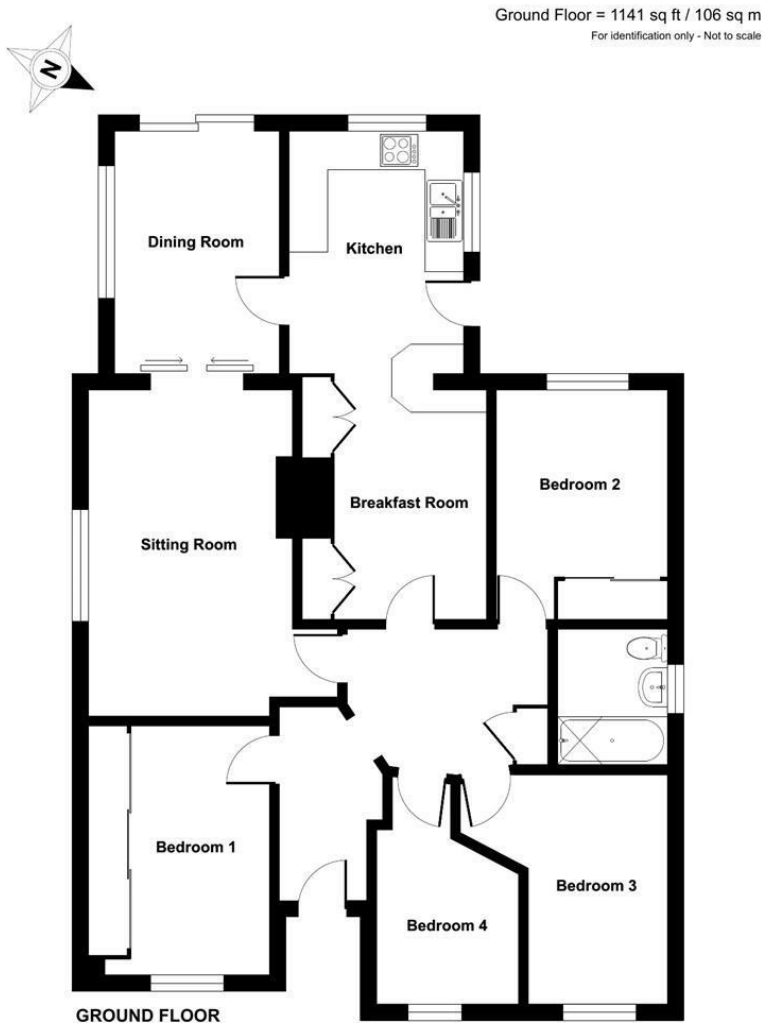 Ground Floor = 1141 sq ft / 106 sq m
For identification only - Not to scale
N
Dining Room
Kitchen
Bedroom 2
Breakfast Room
Sitting Room
Bedroom 1
Bedroom 3
Bedroom 4
GROUND FLOOR